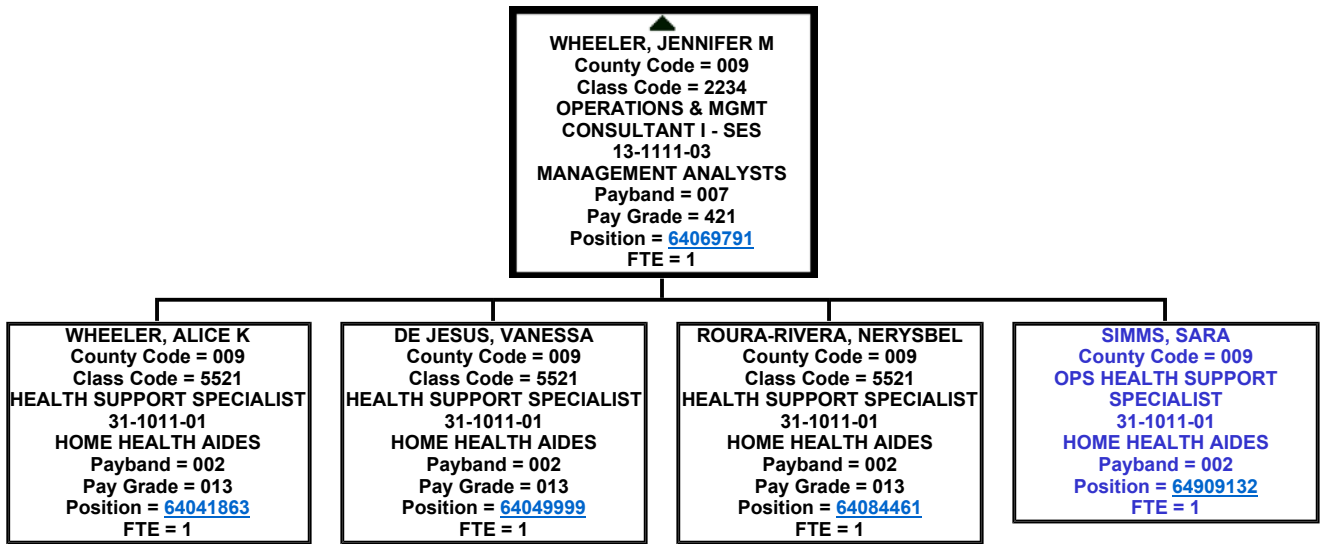 WHEELER, JENNIFER M
County Code = 009
Class Code = 2234
OPERATIONS & MGMT
CONSULTANT I - SES
13-1111-03
MANAGEMENT ANALYSTS
Payband = 007
Pay Grade = 421
Position = 64069791
FTE = 1
WHEELER, ALICE K
County Code = 009
Class Code = 5521
HEALTH SUPPORT SPECIALIST
31-1011-01
HOME HEALTH AIDES
Payband = 002
Pay Grade = 013
Position = 64041863
FTE = 1
DE JESUS, VANESSA
County Code = 009
Class Code = 5521
HEALTH SUPPORT SPECIALIST
31-1011-01
HOME HEALTH AIDES
Payband = 002
Pay Grade = 013
Position = 64049999
FTE = 1
ROURA-RIVERA, NERYSBEL
County Code = 009
Class Code = 5521
HEALTH SUPPORT SPECIALIST
31-1011-01
HOME HEALTH AIDES
Payband = 002
Pay Grade = 013
Position = 64084461
FTE = 1
SIMMS, SARA
County Code = 009
OPS HEALTH SUPPORT
SPECIALIST
31-1011-01
HOME HEALTH AIDES
Payband = 002
Position = 64909132
FTE = 1